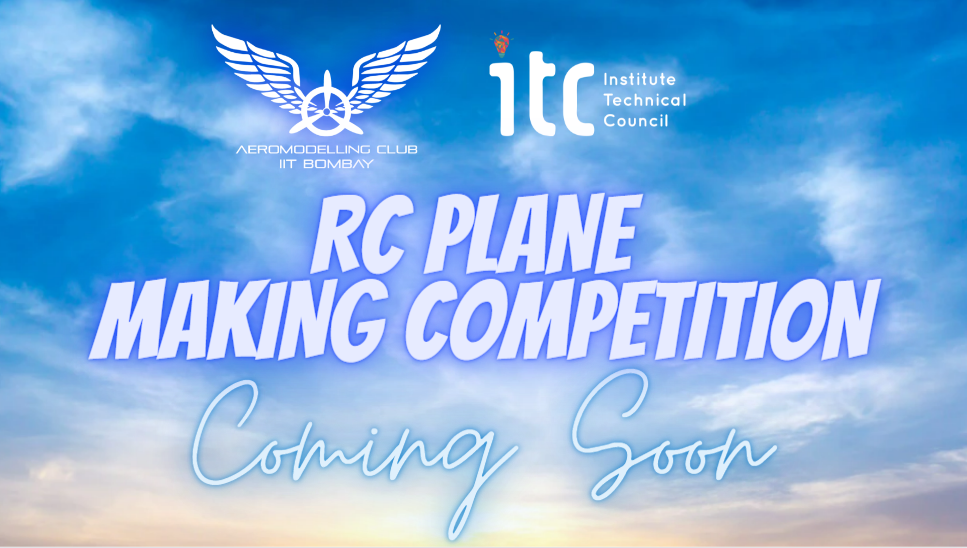 AEROMODELLING CLUB
IIT BOMBAY
itc
Institute
Technical
Council
RC PLANE
MAKING COMPETITION
Coming Soon